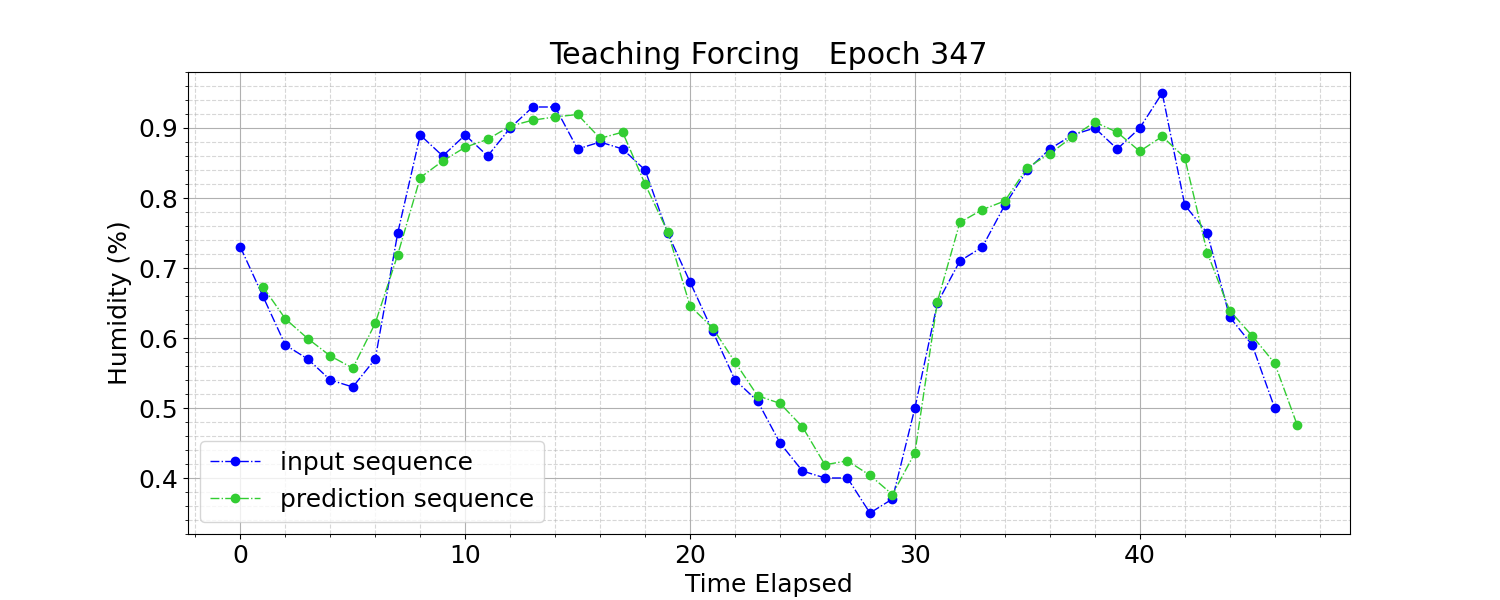 Teaching Forcing   Epoch 347
Humidity (%)
0.9
0.8
0.7
0.6
0.5
0.4
input sequence
prediction sequence
0 10 20 30 40
Time Elapsed